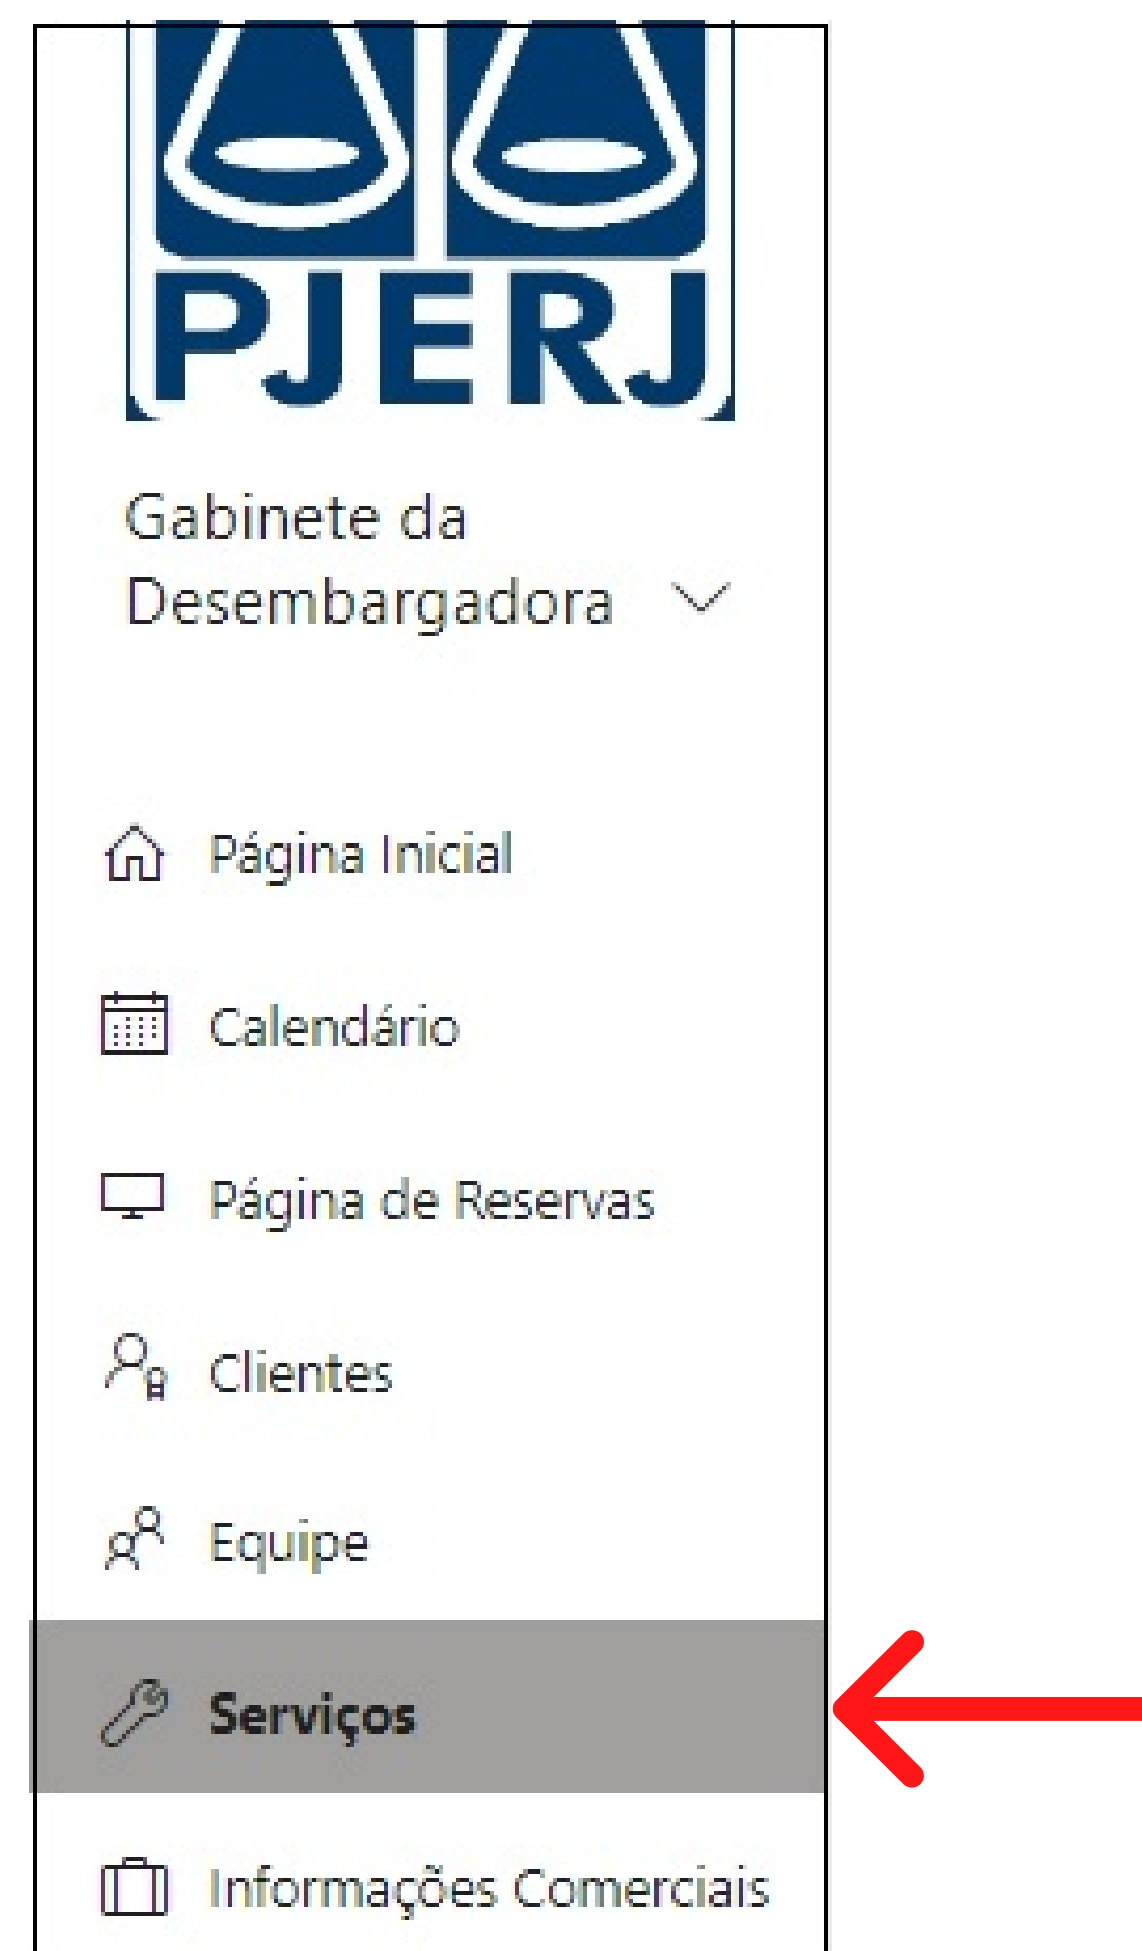 PJERJ
Gabinete da
Desembargadora
Página Inicial
Calendário
Página de Reservas
Clientes
Equipe
Serviços
Informações Comerciais